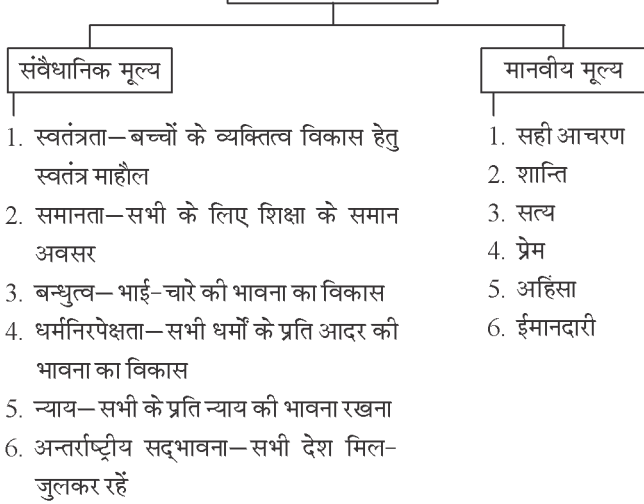 संवैधानिक मूल्य
1. स्वतंत्रता—बच्चों के व्यक्तित्व विकास हेतु
स्वतंत्र माहौल
2. समानता—सभी के लिए शिक्षा के समान
अवसर
3. बन्धुत्व— भाई-चारे की भावना का विकास
4. धर्मनिरपेक्षता—सभी धर्मों के प्रति आदर की
भावना का विकास
5. न्याय— सभी के प्रति न्याय की भावना रखना
6. अन्तर्राष्ट्रीय सद्भावना—सभी देश मिल-
जुलकर रहें
मानवीय मूल्य
1. सही आचरण
2. शान्ति
3. सत्य
4. प्रेम
5. अहिंसा
6. ईमानदारी